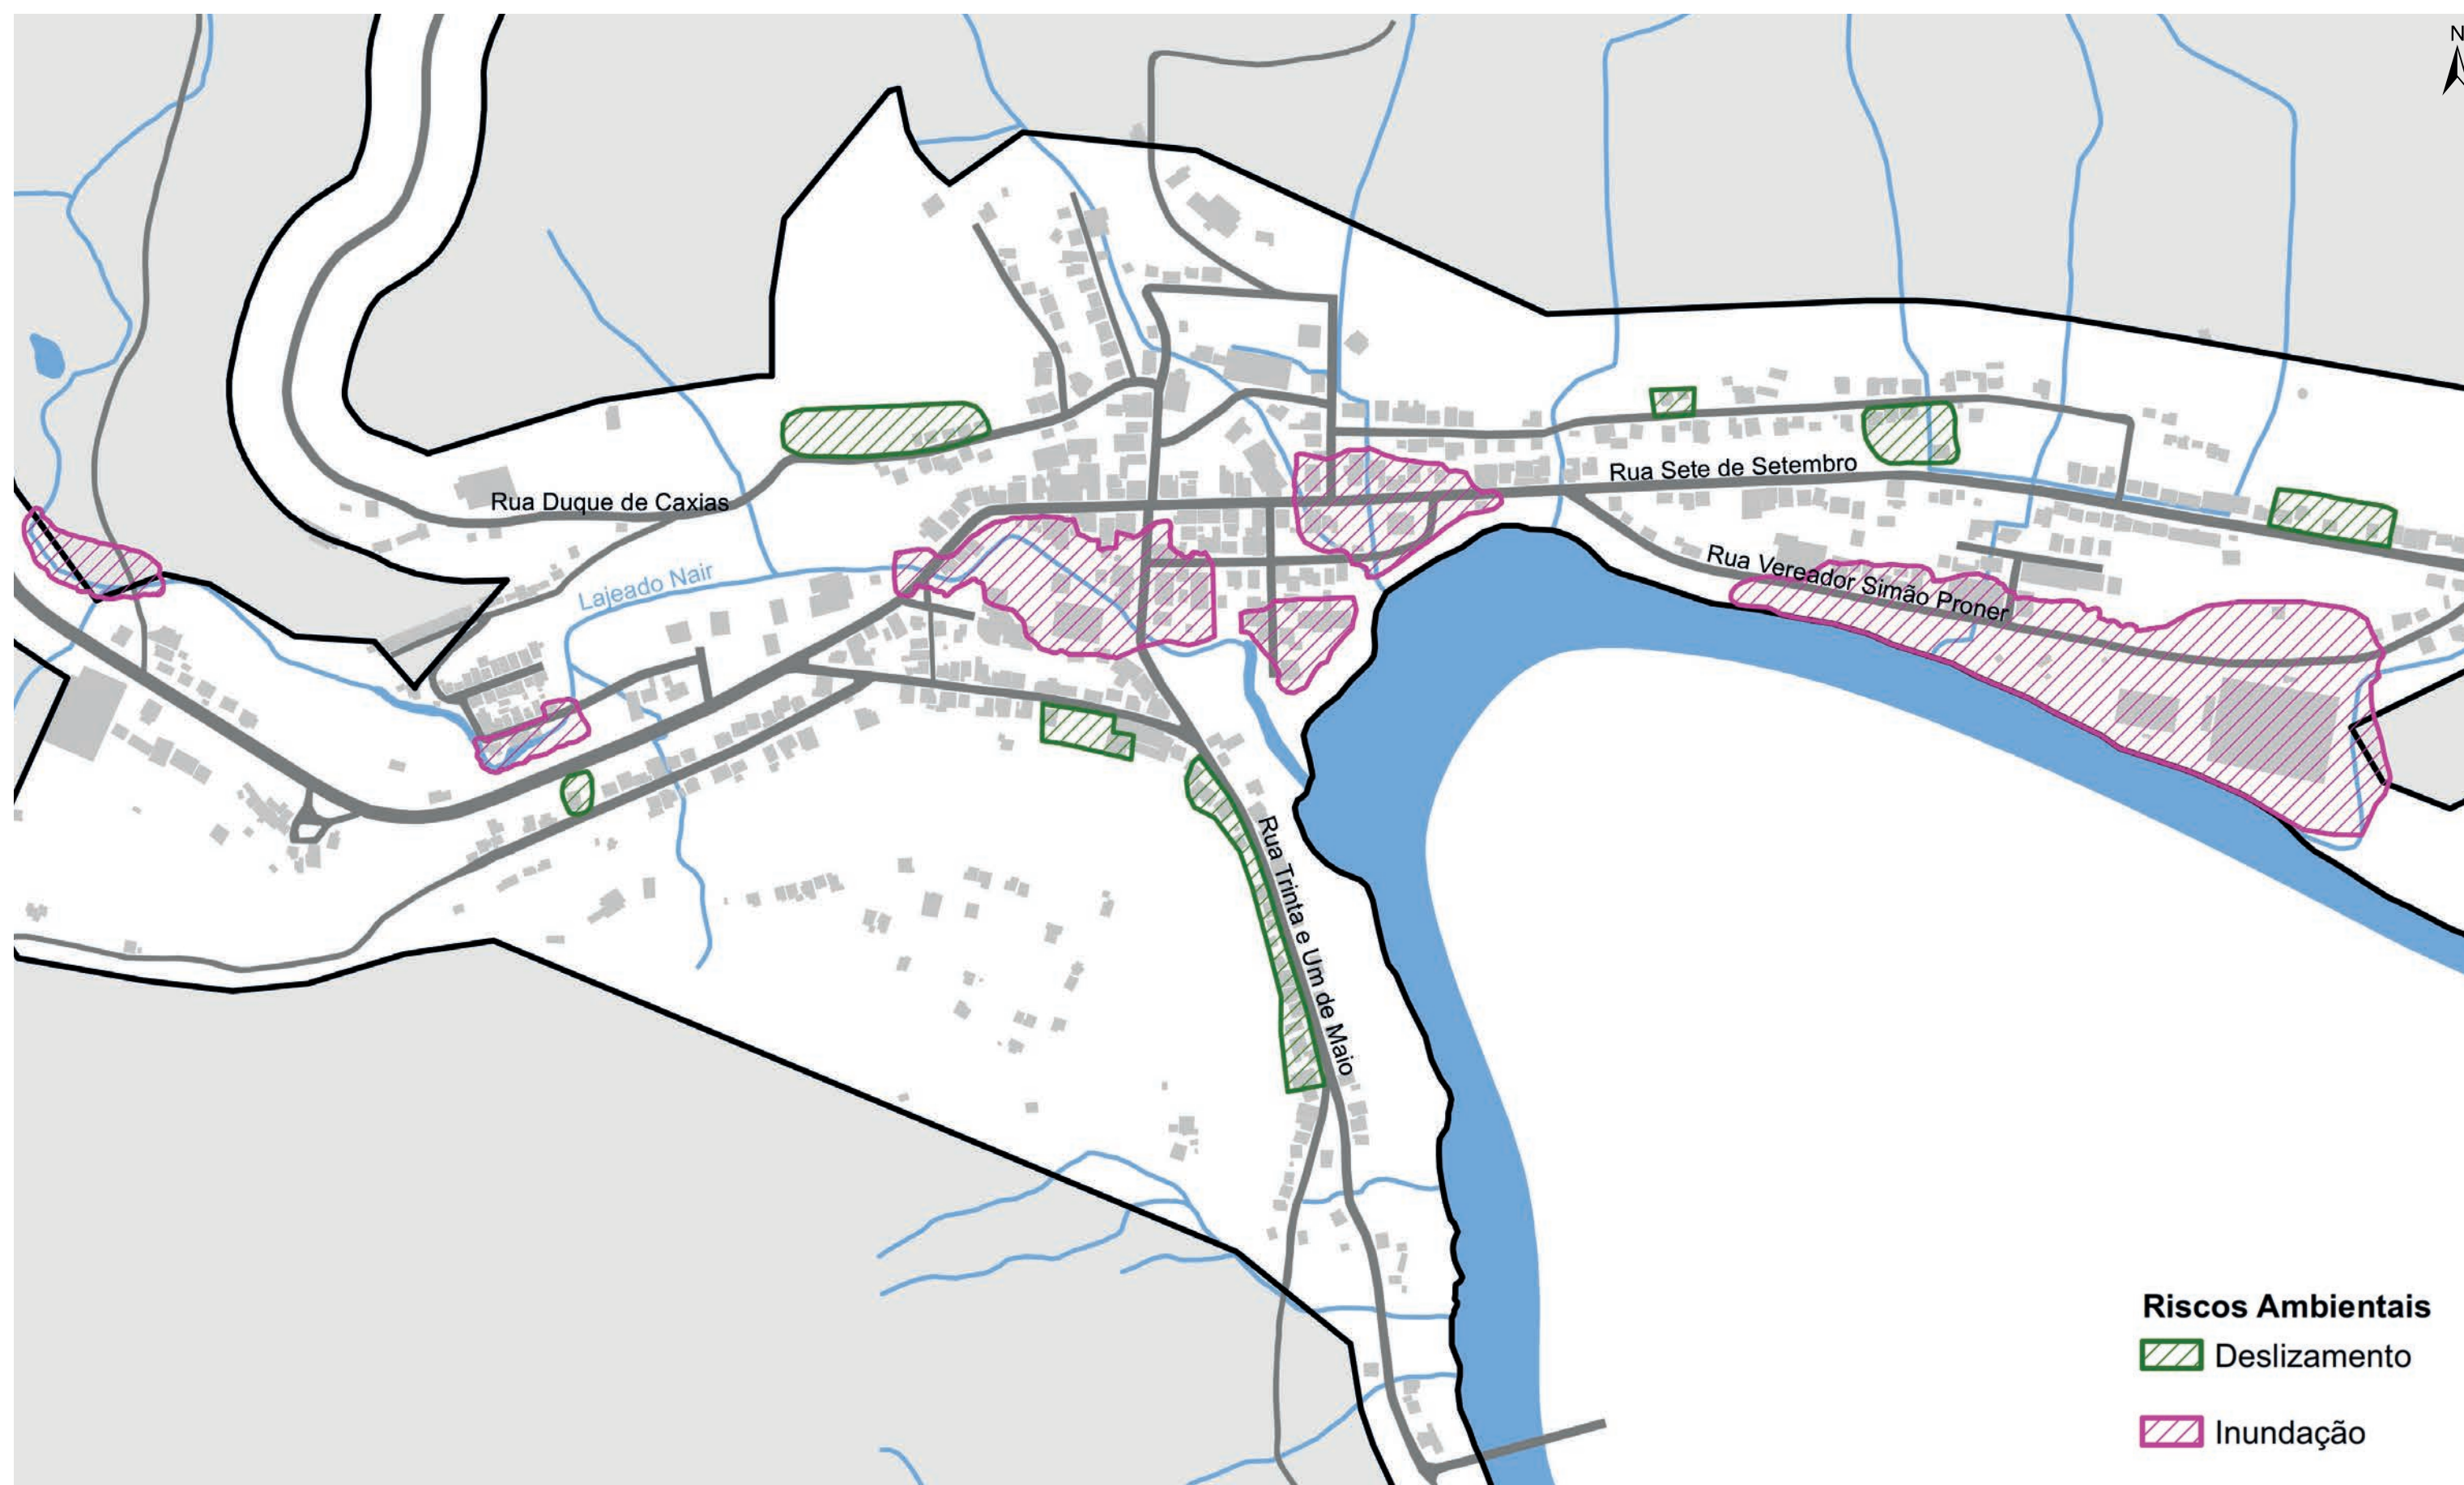 N
Rua Duque de Caxias
Rua Sete de Setembro
Lajeado Nair
Rua Vereador Simão Proner
Rua Trinta e Um de Maio
Riscos Ambientais
Deslizamento
Inundação